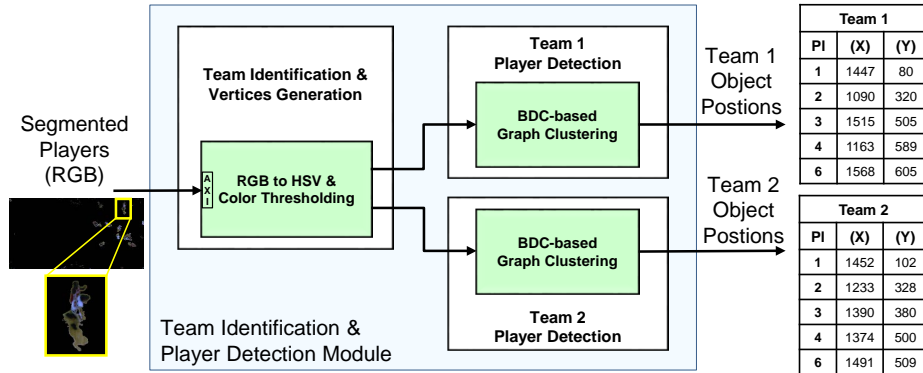 Segmented
Players
(RGB)
Team Identification &
Vertices Generation
A
X
I
RGB to HSV &
Color Thresholding
Team 1
Player Detection
BDC-based
Graph Clustering
BDC-based
Graph Clustering
Team 2
Player Detection
Team Identification &
Player Detection Module
Team 1
Object
Postions
Team 2
Object
Postions
Team 1
PI (X) (Y)
1 1447 80
2 1090 320
3 1515 505
4 1163 589
6 1568 605
Team 2
PI (X) (Y)
1 1452 102
2 1233 328
3 1390 380
4 1374 500
6 1491 509